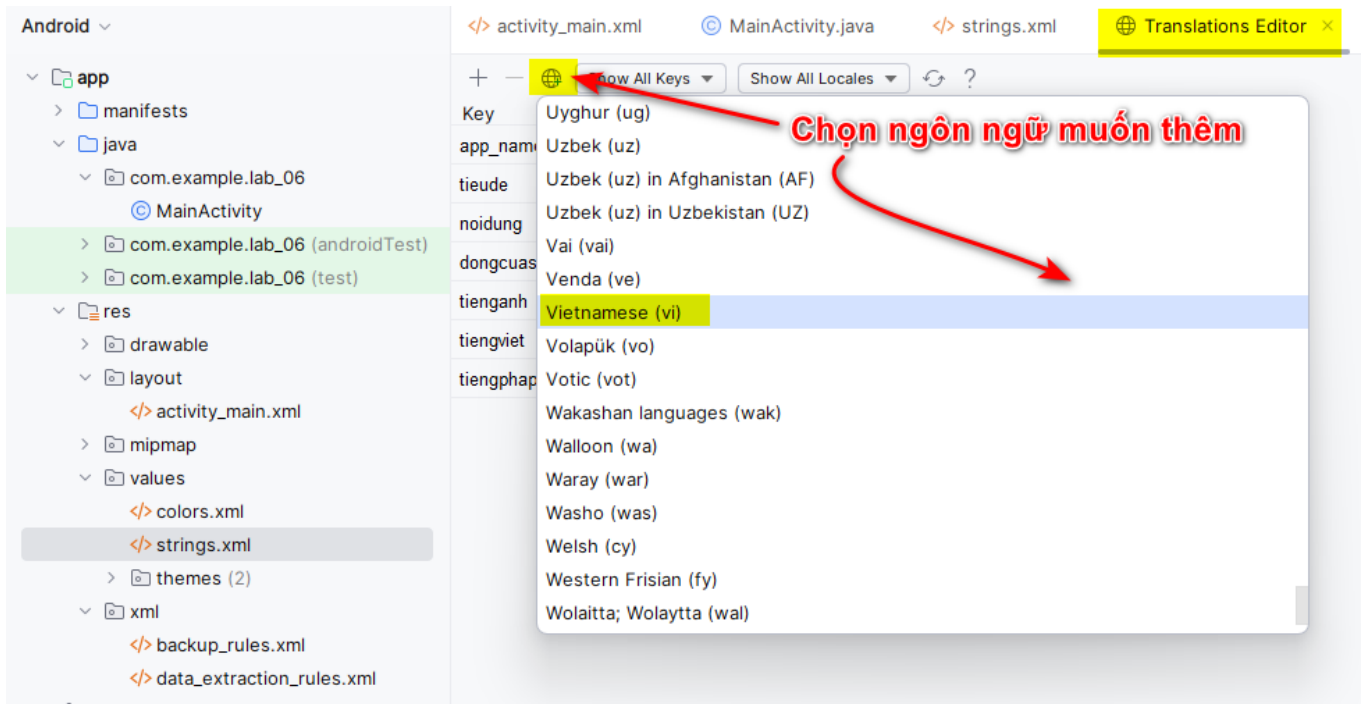 Android
activity_main.xml
MainActivity.java
strings.xml
Translations Editor
app
manifests
java
com.example.lab_06
MainActivity
com.example.lab_06 (androidTest)
com.example.lab_06 (test)
res
drawable
layout
activity_main.xml
mipmap
values
colors.xml
strings.xml
themes (2)
xml
backup_rules.xml
data_extraction_rules.xml
Show All Keys
Show All Locales
?
Key
app_name
tieude
noidung
dongcuas
tienganh
tiengviet
tiengphap
Uyghur (ug)
Uzbek (uz)
Uzbek (uz) in Afghanistan (AF)
Uzbek (uz) in Uzbekistan (UZ)
Vai (vai)
Venda (ve)
Vietnamese (vi)
Volapük (vo)
Votic (vot)
Wakashan languages (wak)
Walloon (wa)
Waray (war)
Washo (was)
Welsh (cy)
Western Frisian (fy)
Wolaitta; Wolaytta (wal)
Chọn ngôn ngữ muốn thêm